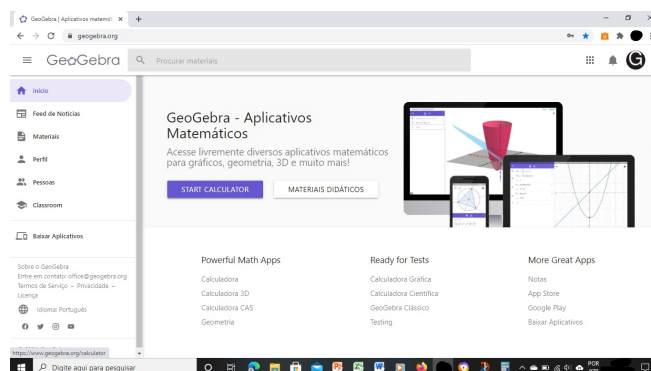 GeoGebra | Aplicativos matemát
geogebra.org
GeoGebra
Procurar materiais
Início
Feed de Notícias
Materiais
Perfil
Pessoas
Classroom
Baixar Aplicativos
Sobre o GeoGebra
Entre em contato: office@geogebra.org
Termos de Serviço – Privacidade –
Licença
Idioma: Português
https://www.geogebra.org/calculator
GeoGebra - Aplicativos
Matemáticos
Acesse livremente diversos aplicativos matemáticos
para gráficos, geometria, 3D e muito mais!
START CALCULATOR
MATERIAIS DIDÁTICOS
Powerful Math Apps
Calculadora
Calculadora 3D
Calculadora CAS
Geometria
Ready for Tests
Calculadora Gráfica
Calculadora Científica
GeoGebra Clássico
Testing
More Great Apps
Notas
App Store
Google Play
Baixar Aplicativos
Digite aqui para pesquisar
POR